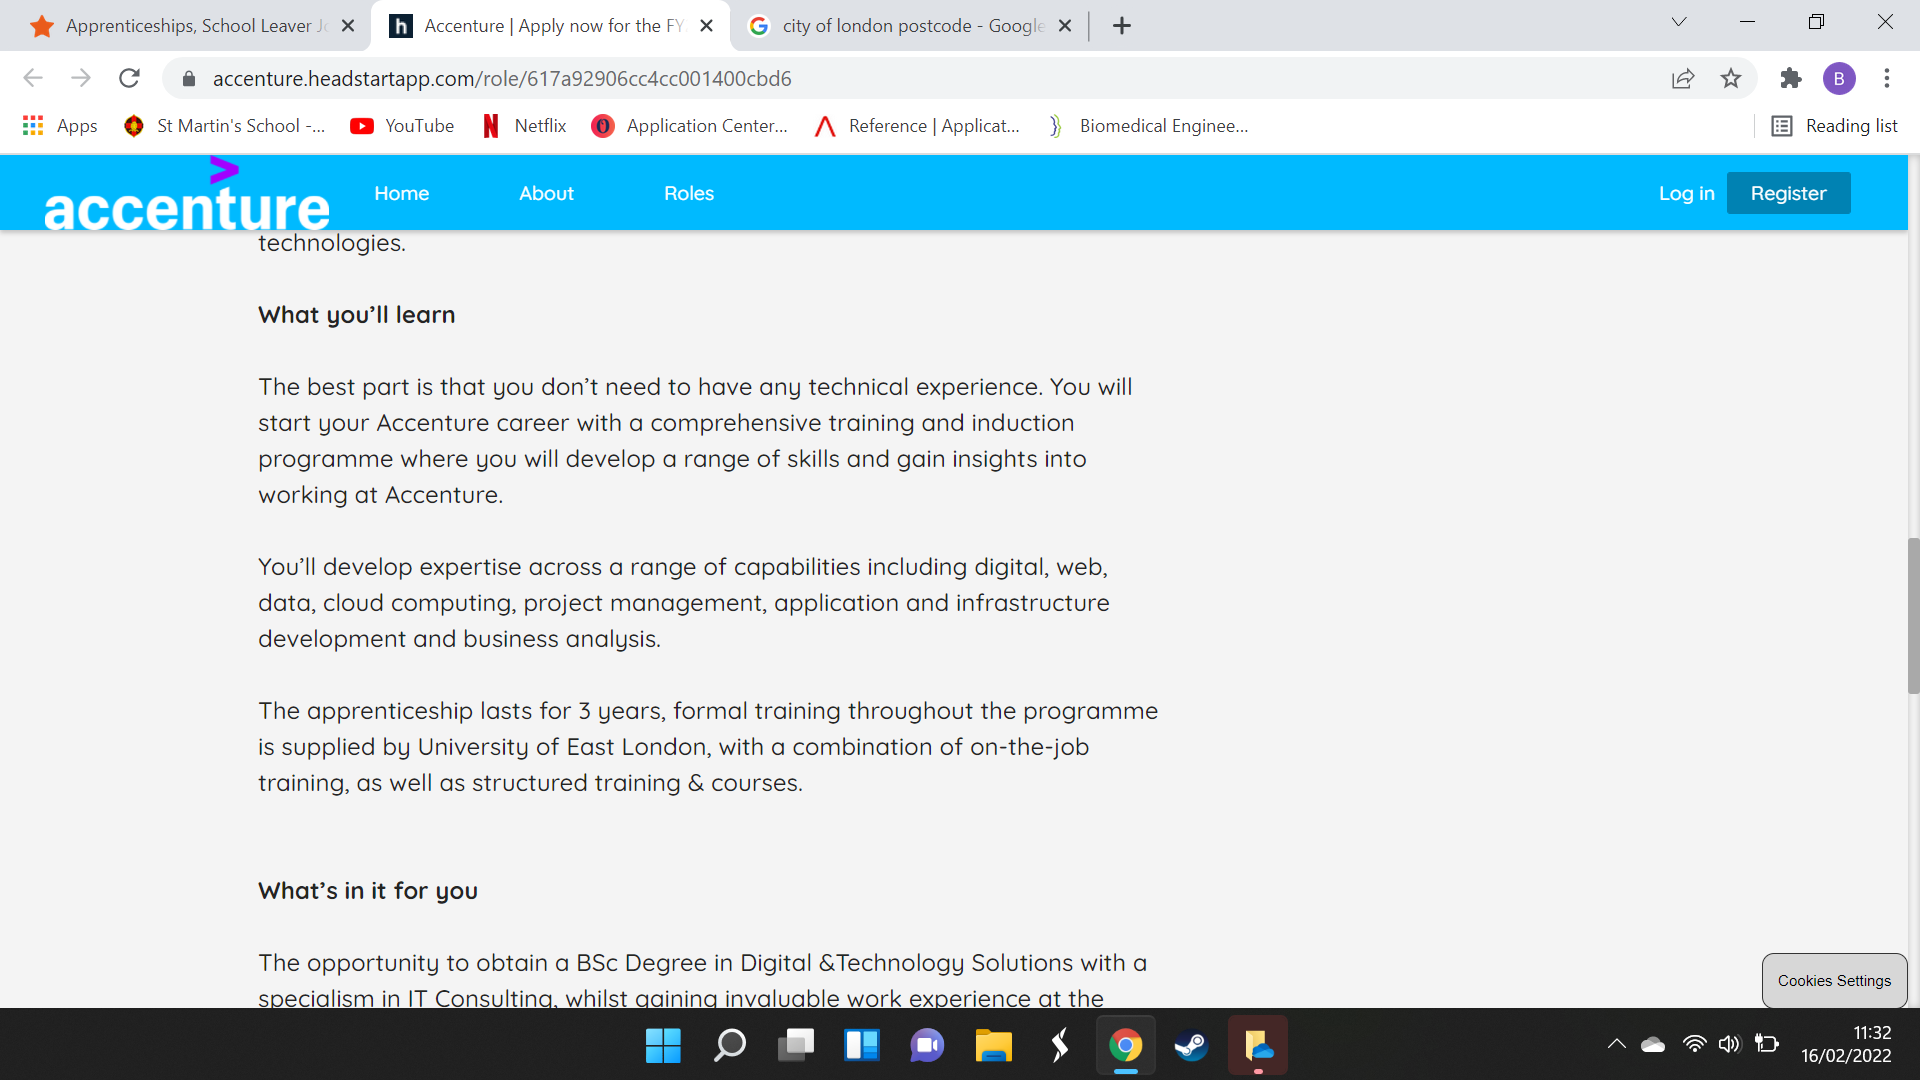 Apprenticeships, School Leaver Jo
Accenture | Apply now for the FY
city of london postcode - Google
accenture.headstartapp.com/role/617a92906cc4cc001400cbd6
B
Apps
St Martin's School -...
YouTube
Netflix
Application Center...
Reference | Applicat...
Biomedical Enginee...
Reading list
accenture
Home
About
Roles
Log in
Register
technologies.
What you’ll learn
The best part is that you don’t need to have any technical experience. You will
start your Accenture career with a comprehensive training and induction
programme where you will develop a range of skills and gain insights into
working at Accenture.
You’ll develop expertise across a range of capabilities including digital, web,
data, cloud computing, project management, application and infrastructure
development and business analysis.
The apprenticeship lasts for 3 years, formal training throughout the programme
is supplied by University of East London, with a combination of on-the-job
training, as well as structured training & courses.
What’s in it for you
The opportunity to obtain a BSc Degree in Digital &Technology Solutions with a
specialism in IT Consulting, whilst gaining invaluable work experience at the
Cookies Settings
11:32
16/02/2022